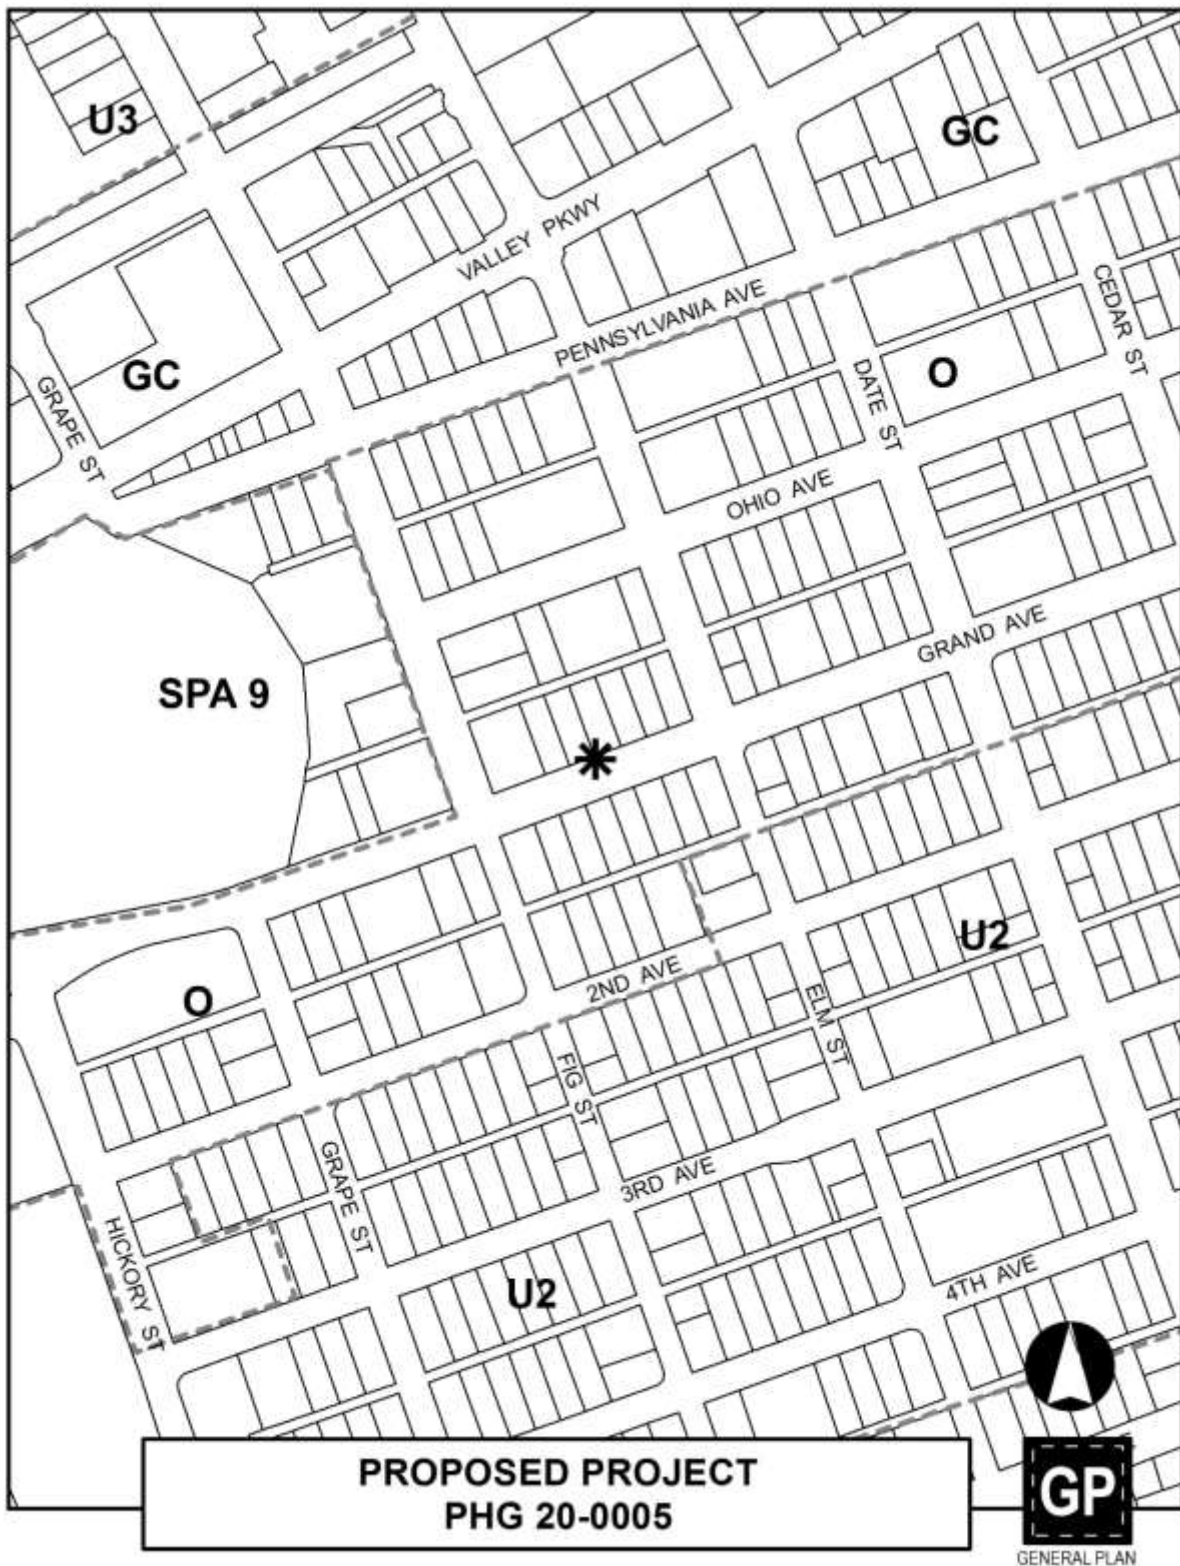 U3
GC
VALLEY PKWY
PENNSYLVANIA AVE
CEDAR ST
GC
GRAPE ST
O
DATE ST
OHIO AVE
GRAND AVE
SPA 9
U2
2ND AVE
O
ELM ST
FIG ST
GRAPE ST
3RD AVE
HICKORY ST
U2
4TH AVE
PROPOSED PROJECT
PHG 20-0005
GP
GENERAL PLAN